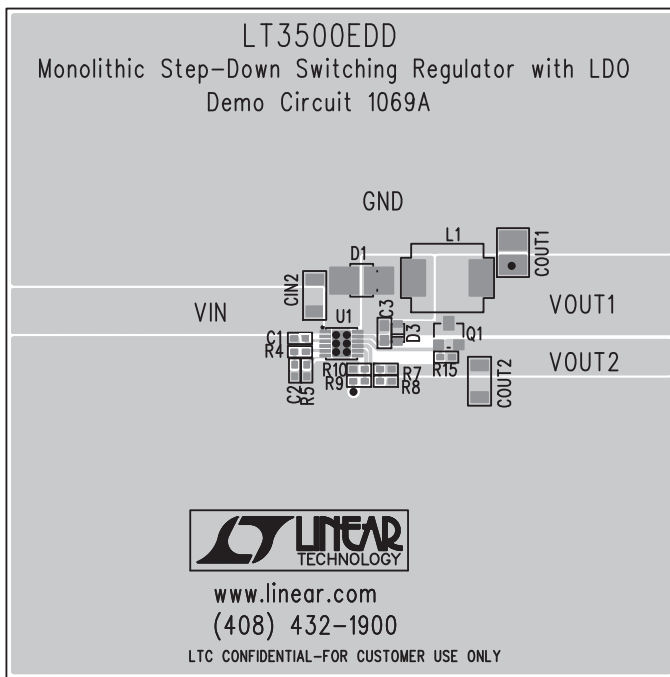 LT3500EDD
Monolithic Step-Down Switching Regulator with LDO
Demo Circuit 1069A
GND
L1
COUT1
D1
CIN2
VIN
U1
C3
D3
Q1
VOUT1
C1
R4
C2
R5
R10
R9
R7
R8
R15
COUT2
VOUT2
LINEAR
TECHNOLOGY
www.linear.com
(408) 432-1900
LTC CONFIDENTIAL-FOR CUSTOMER USE ONLY